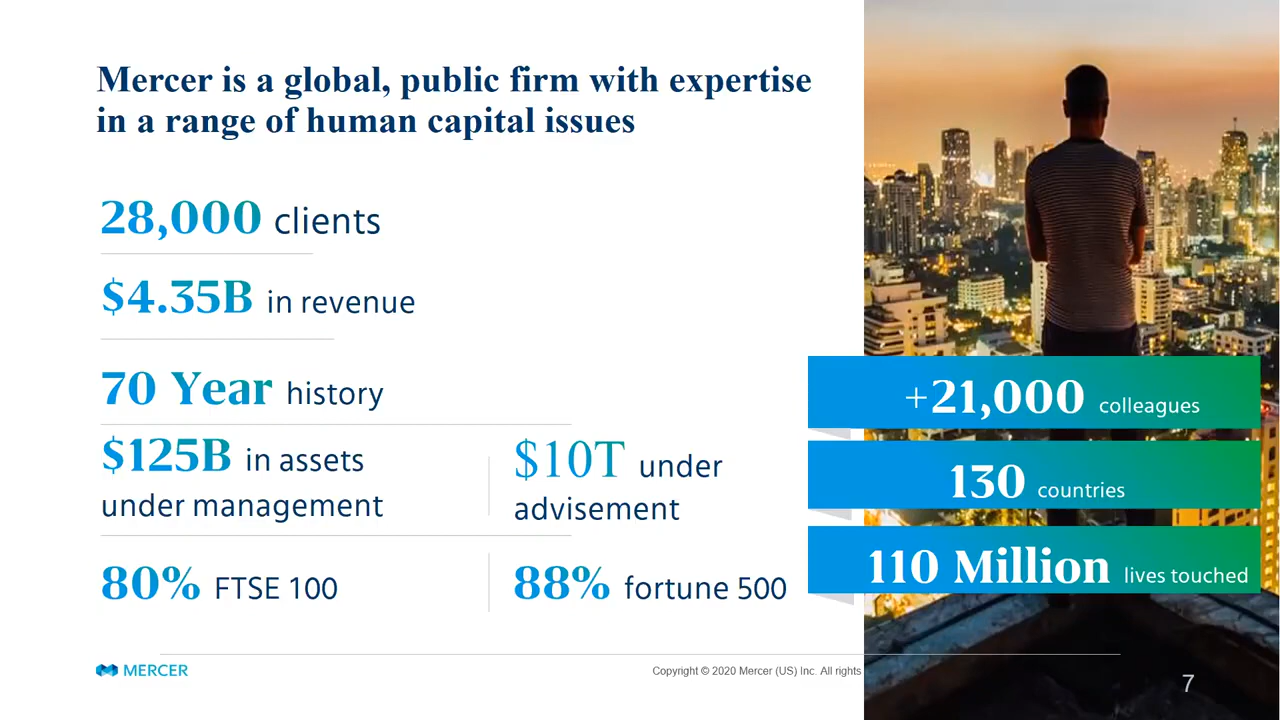 Mercer is a global, public firm with expertise
in a range of human capital issues
28,000 clients
$4.35B in revenue
70 Year history
$125B in assets
under management
$10T under
advisement
80% FTSE 100
88% fortune 500
+21,000 colleagues
130 countries
110 Million lives touched
MERCER
Copyright © 2020 Mercer (US) Inc. All rights
7